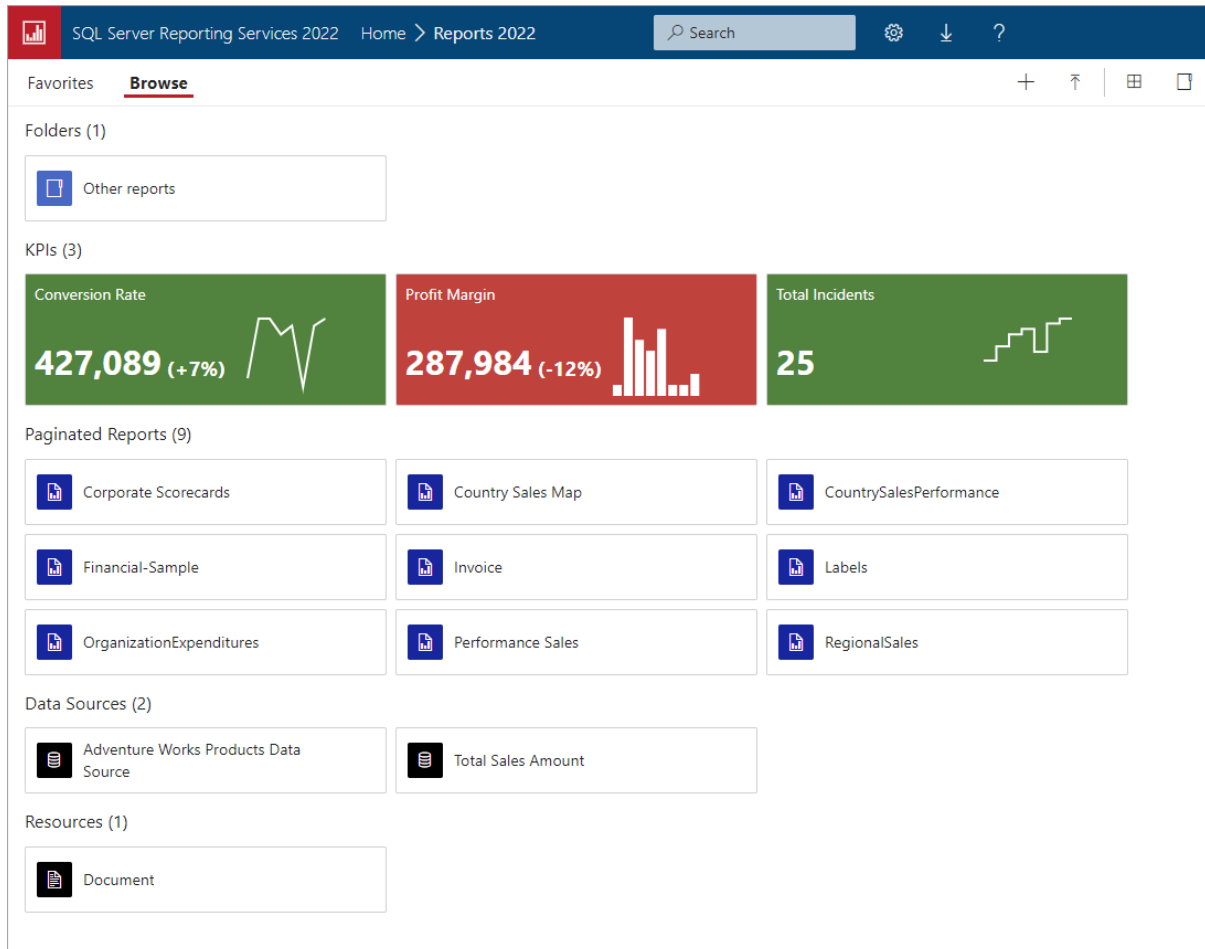 SQL Server Reporting Services 2022 Home > Reports 2022 Search ?
Favorites Browse
Folders (1)
Other reports
KPIs (3)
Conversion Rate
427,089 (+7%)
Profit Margin
287,984 (-12%)
Total Incidents
25
Paginated Reports (9)
Corporate Scorecards
Country Sales Map
CountrySalesPerformance
Financial-Sample
Invoice
Labels
OrganizationExpenditures
Performance Sales
RegionalSales
Data Sources (2)
Adventure Works Products Data
Source
Total Sales Amount
Resources (1)
Document